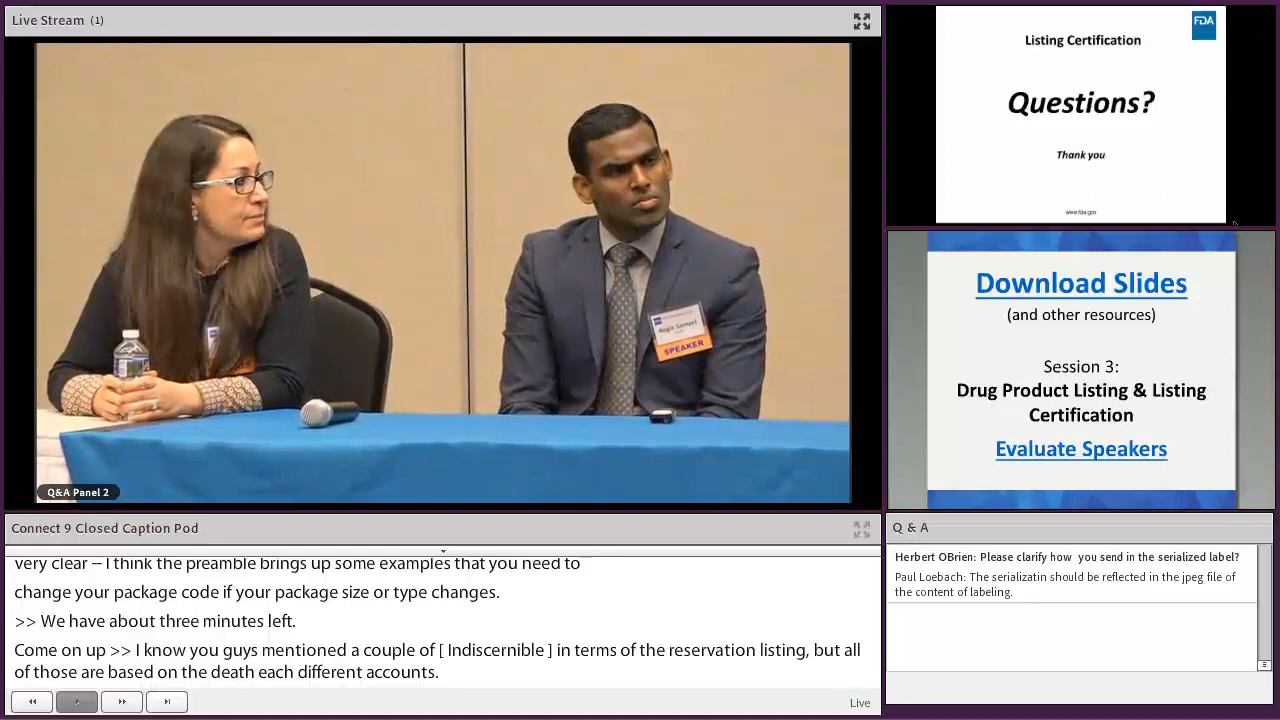 Live Stream (1)
Q&A Panel 2
SPEAKER
FDA
Listing Certification
Questions?
Thank you
www.fda.gov
Download Slides
(and other resources)
Session 3:
Drug Product Listing & Listing
Certification
Evaluate Speakers
Connect 9 Closed Caption Pod
very clear – I think the preamble brings up some examples that you need to
change your package code if your package size or type changes.
>> We have about three minutes left.
Come on up >> I know you guys mentioned a couple of [ Indiscernible ] in terms of the reservation listing, but all
of those are based on the death each different accounts.
Live
Q & A
Herbert OBrien: Please clarify how you send in the serialized label?
Paul Loebach: The serializatin should be reflected in the jpeg file of
the content of labeling.